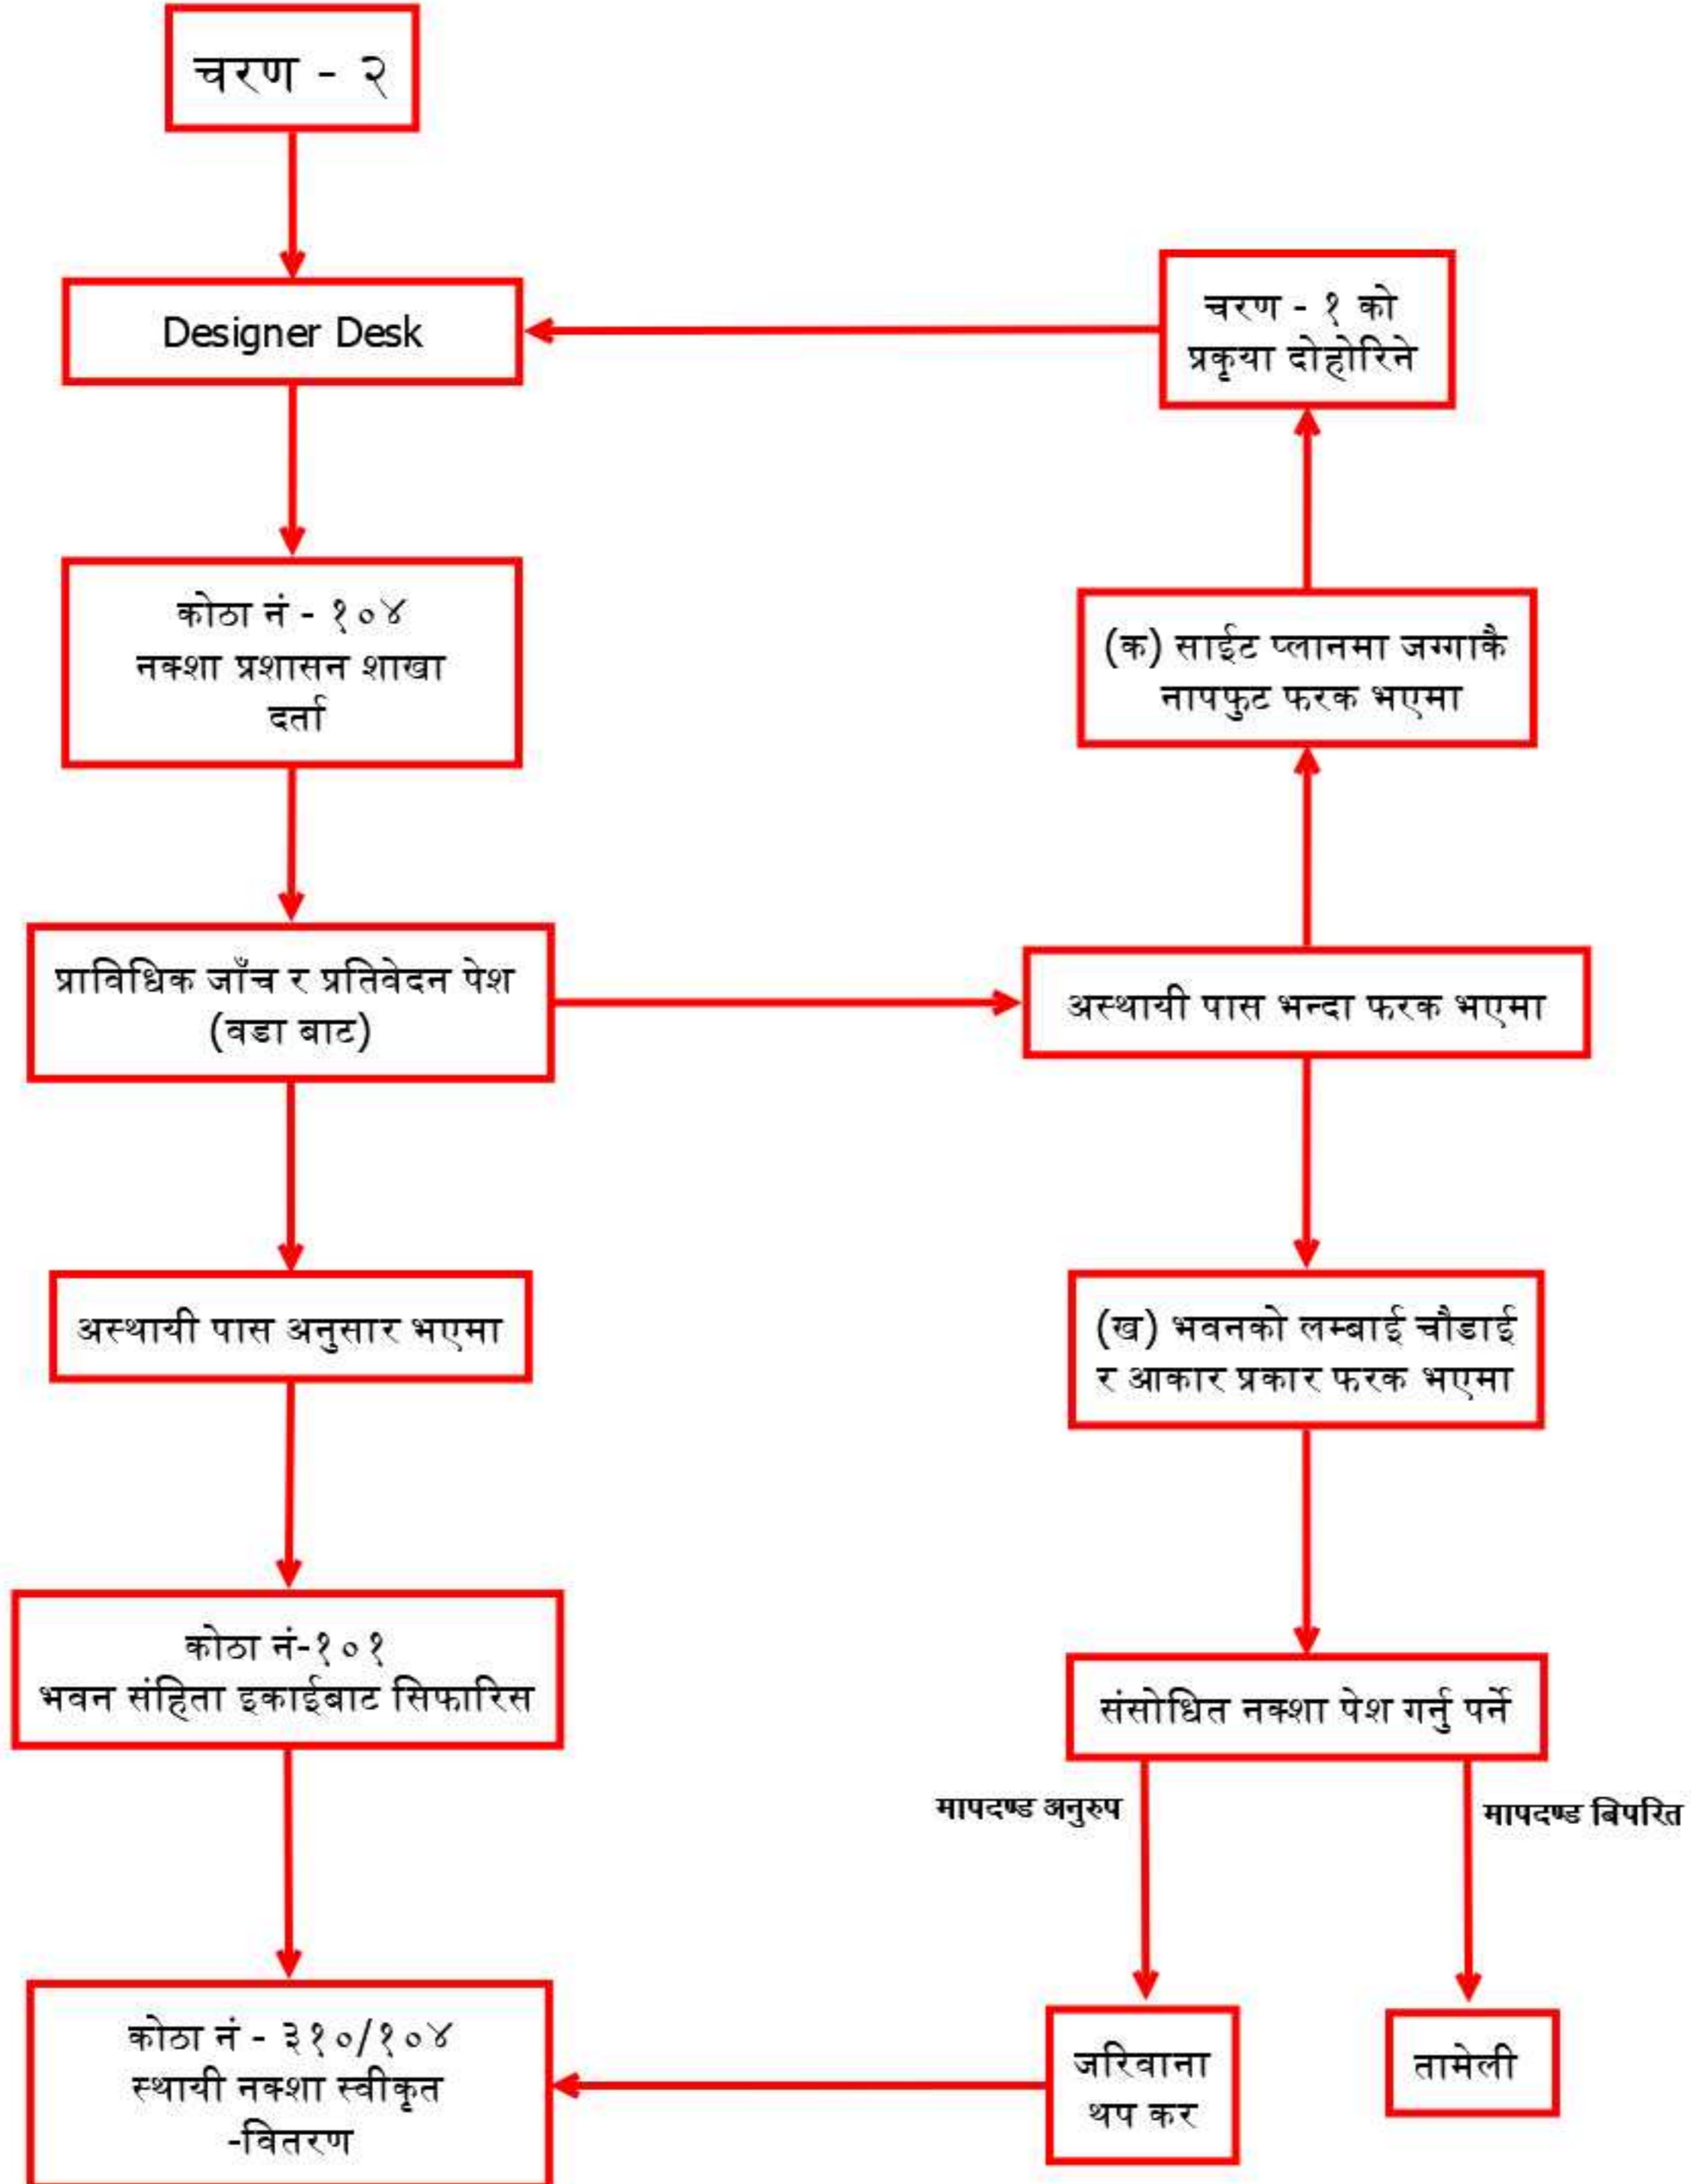 चरण - २
Designer Desk
चरण - १ को
प्रकृया दोहोरिने
कोठा नं - १०४
नक्शा प्रशासन शाखा
दर्ता
(क) साईट प्लानमा जग्गाकै
नापफुट फरक भएमा
प्राविधिक जाँच र प्रतिवेदन पेश
(वडा बाट)
अस्थायी पास भन्दा फरक भएमा
अस्थायी पास अनुसार भएमा
(ख) भवनको लम्बाई चौडाई
र आकार प्रकार फरक भएमा
कोठा नं-१०१
भवन संहिता इकाईबाट सिफारिस
संसोधित नक्शा पेश गर्नु पर्ने
मापदण्ड अनुरुप
मापदण्ड बिपरित
कोठा नं - ३१०/१०४
स्थायी नक्शा स्वीकृत
-वितरण
जरिवाना
थप कर
तामेली